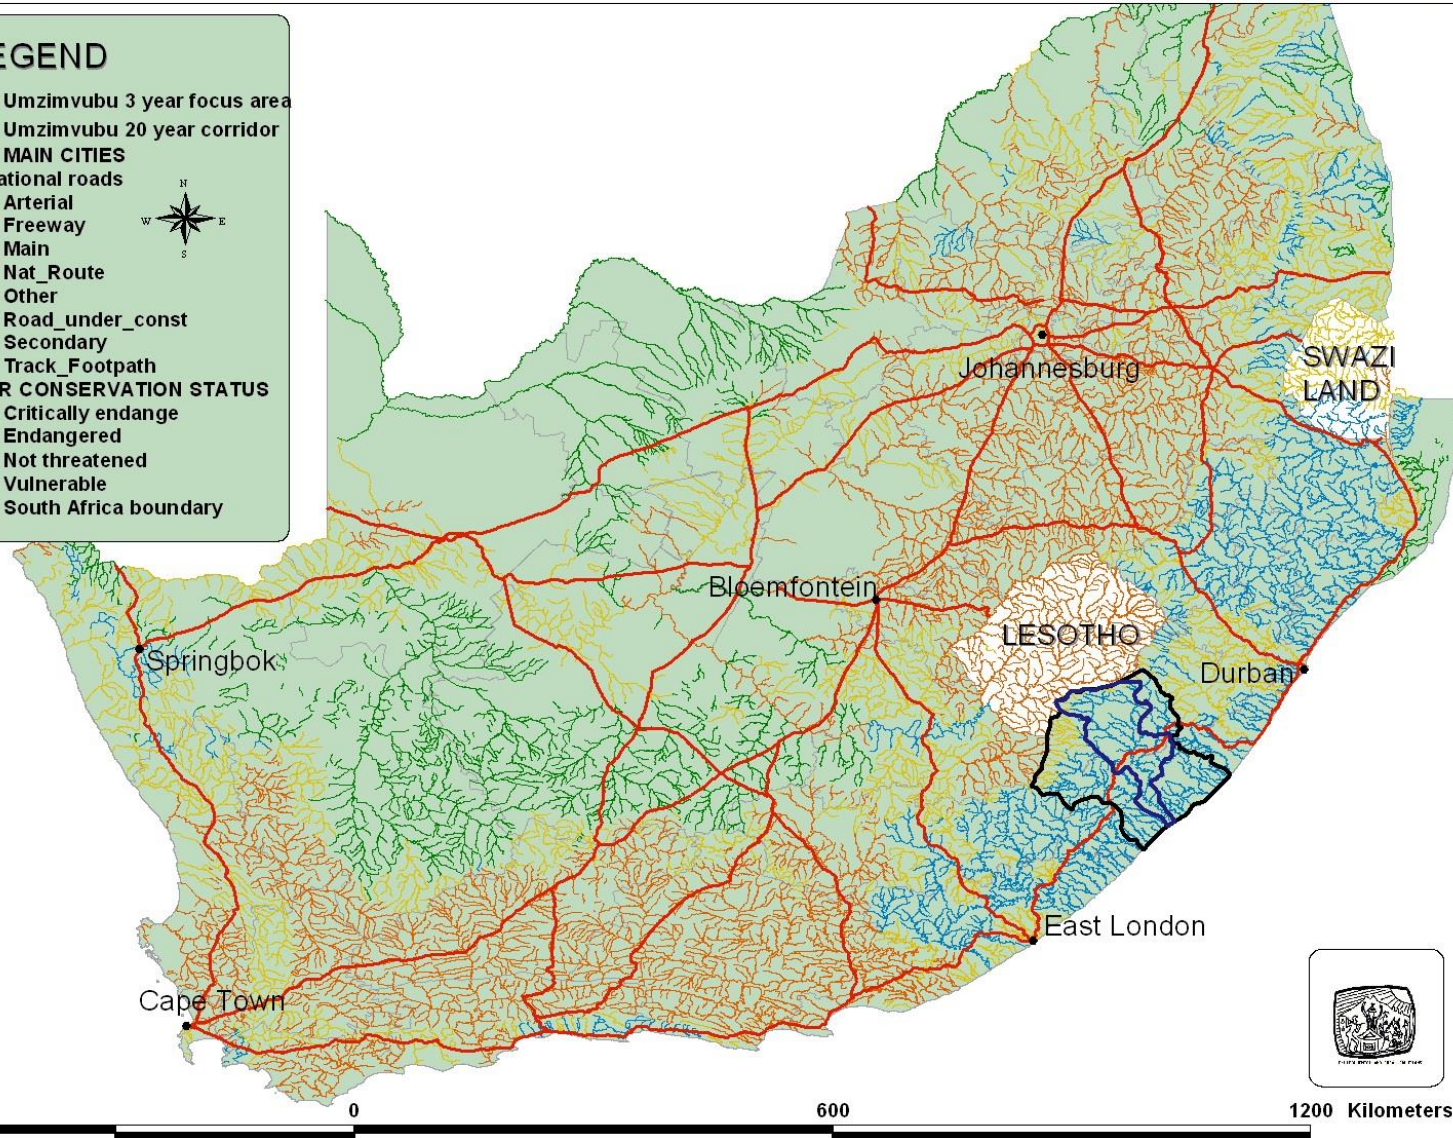 EGEND
Umzimvubu 3 year focus area
Umzimvubu 20 year corridor
MAIN CITIES
ational roads
Arterial
Freeway
Main
Nat_Route
Other
Road_under_const
Secondary
Track_Footpath
R CONSERVATION STATUS
Critically endange
Endangered
Not threatened
Vulnerable
South Africa boundary
N
W
E
S
Johannesburg
SWAZI
LAND
Bloemfontein
LESOTHO
Springbok
Durban
East London
Cape Town
0
600
1200 Kilometers